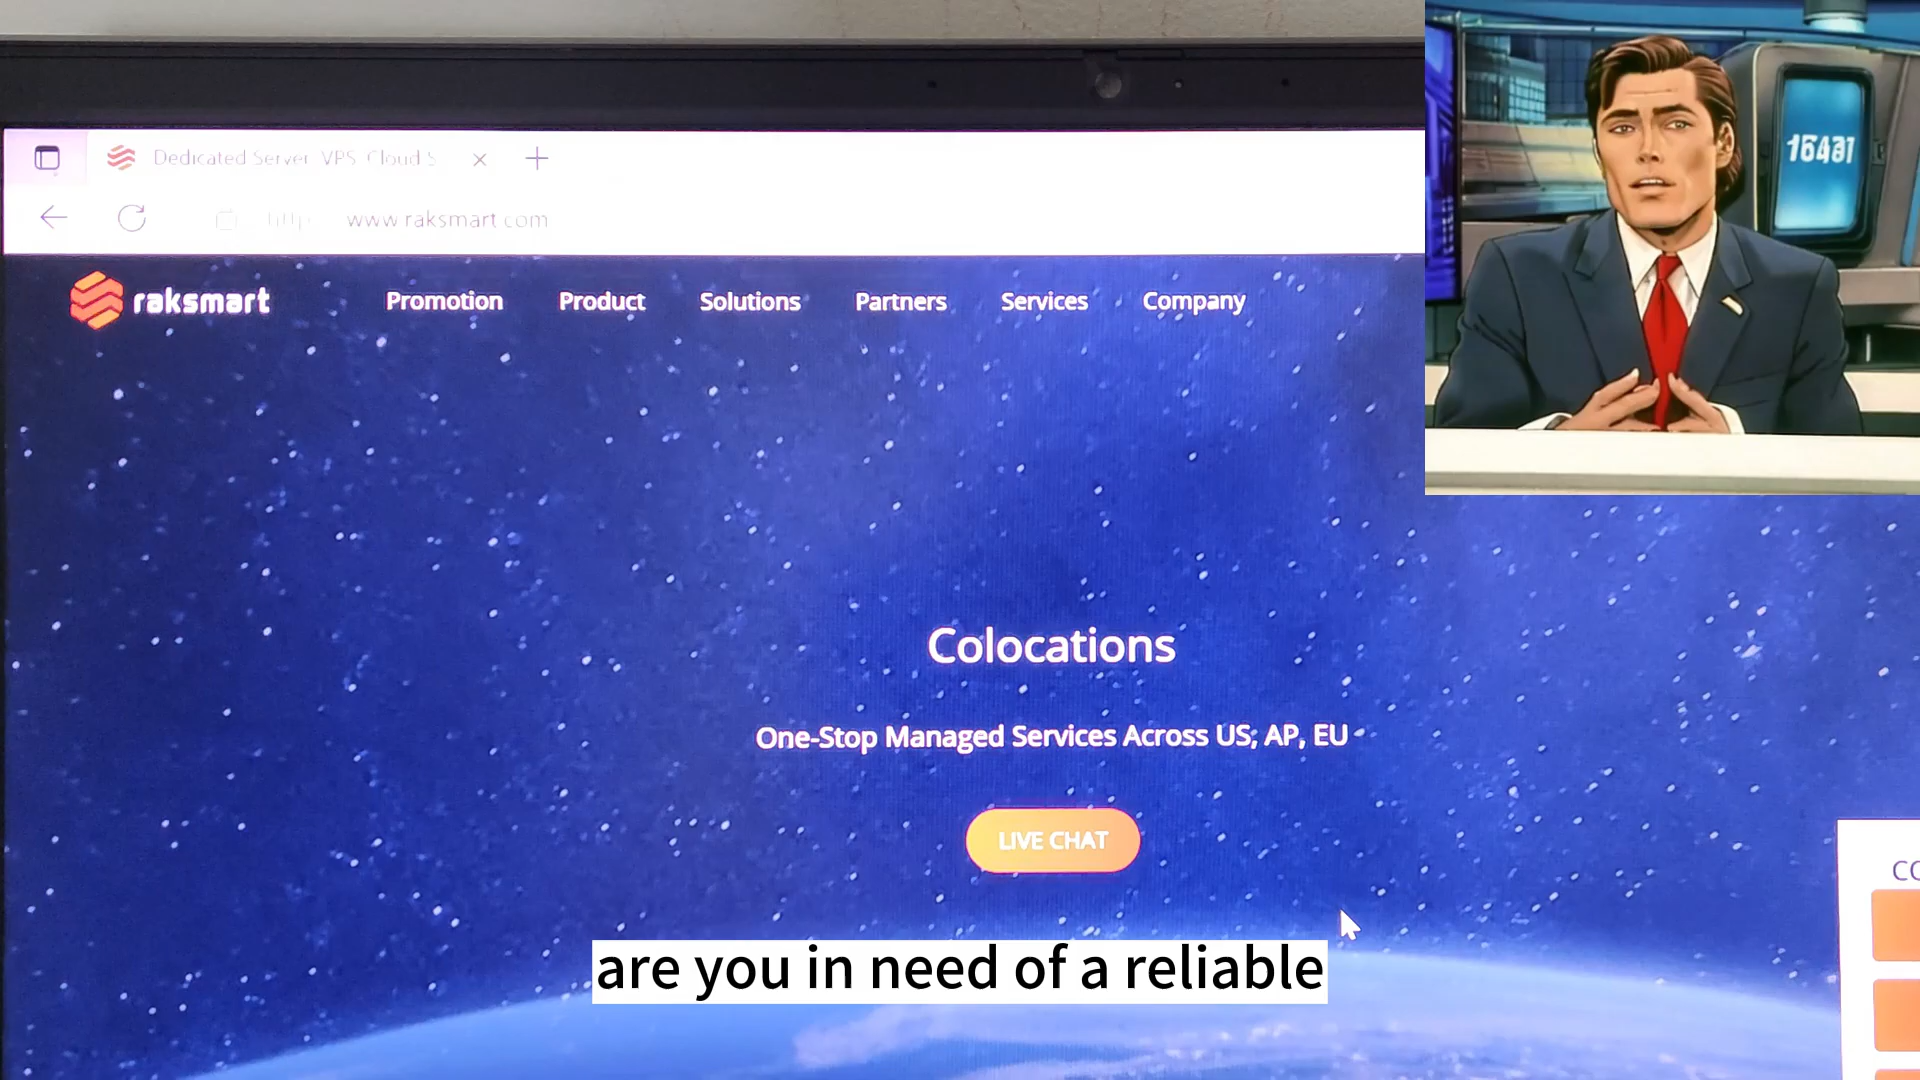 Dedicated Server, VPS, Cloud S
www.raksmart.com
raksmart
Promotion
Product
Solutions
Partners
Services
Company
16481
Colocations
One-Stop Managed Services Across US, AP, EU
LIVE CHAT
are you in need of a reliable